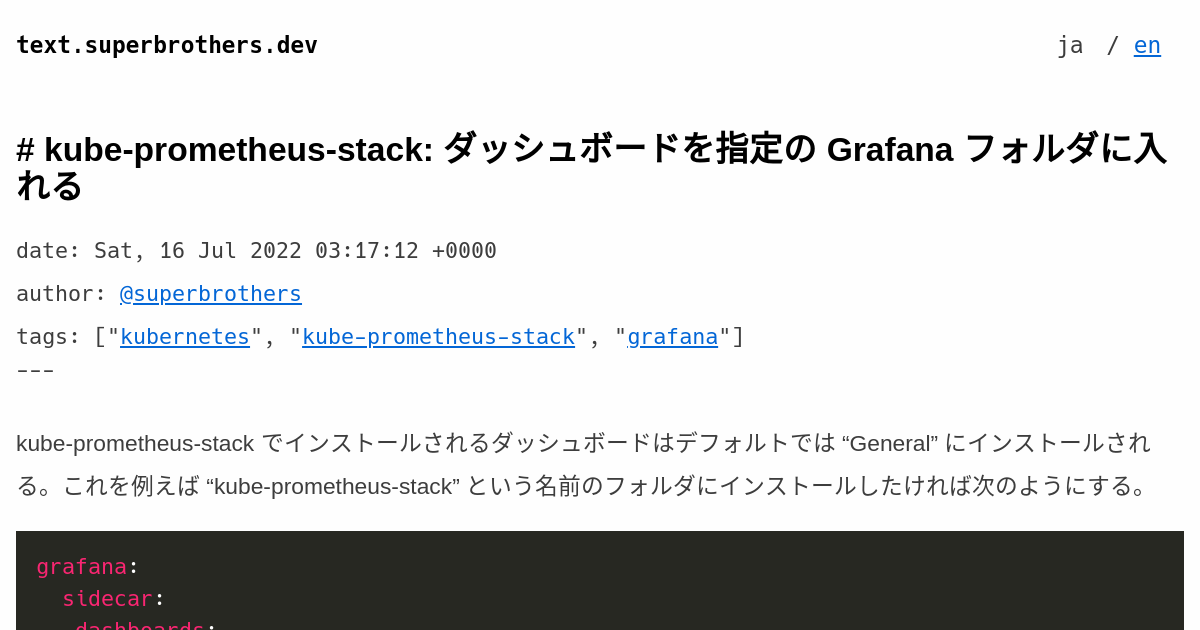 text.superbrothers.dev
ja / en
# kube-prometheus-stack: ダッシュボードを指定の Grafana フォルダに入
れる
date: Sat, 16 Jul 2022 03:17:12 +0000
author: @superbrothers
tags: ["kubernetes", "kube-prometheus-stack", "grafana"]
---
kube-prometheus-stack でインストールされるダッシュボードはデフォルトでは “General” にインストールされ
る。これを例えば “kube-prometheus-stack” という名前のフォルダにインストールしたければ次のようにする。
grafana:
  sidecar:
   dashboards: